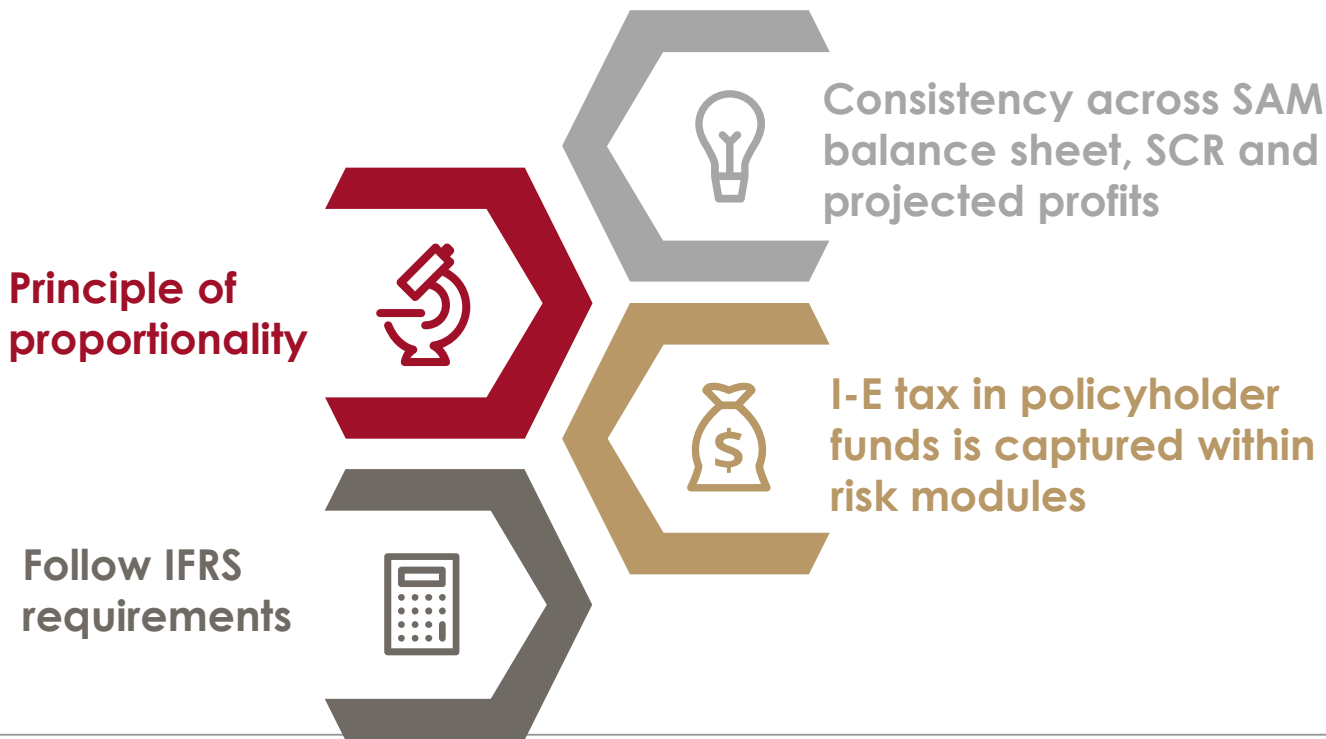 Consistency across SAM
balance sheet, SCR and
projected profits
Principle of
proportionality
I-E tax in policyholder
funds is captured within
risk modules
$
Follow IFRS
requirements